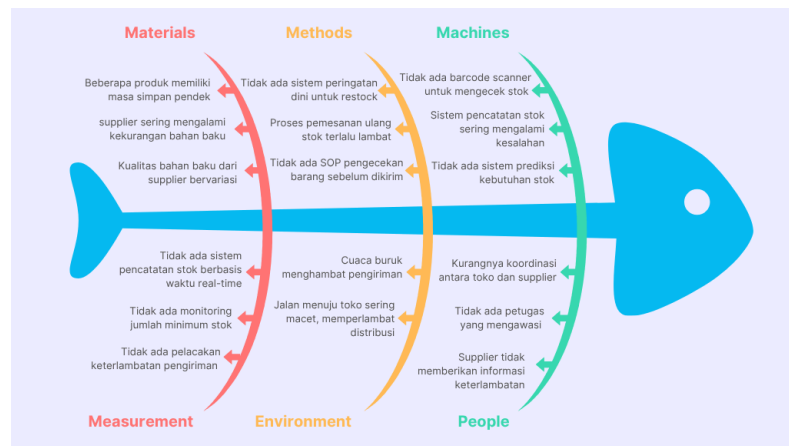 Materials
Methods
Machines
Beberapa produk memiliki
masa simpan pendek
supplier sering mengalami
kekurangan bahan baku
Kualitas bahan baku dari
supplier bervariasi
Tidak ada sistem peringatan
dini untuk restock
Proses pemesanan ulang
stok terlalu lambat
Tidak ada SOP pengecekan
barang sebelum dikirim
Tidak ada barcode scanner
untuk mengecek stok
Sistem pencatatan stok
sering mengalami
kesalahan
Tidak ada sistem prediksi
kebutuhan stok
Tidak ada sistem
pencatatan stok berbasis
waktu real-time
Tidak ada monitoring
jumlah minimum stok
Tidak ada pelacakan
keterlambatan pengiriman
Cuaca buruk
menghambat pengiriman
Jalan menuju toko sering
macet, memperlambat
distribusi
Kurangnya koordinasi
antara toko dan supplier
Tidak ada petugas
yang mengawasi
Supplier tidak
memberikan informasi
keterlambatan
Measurement
Environment
People